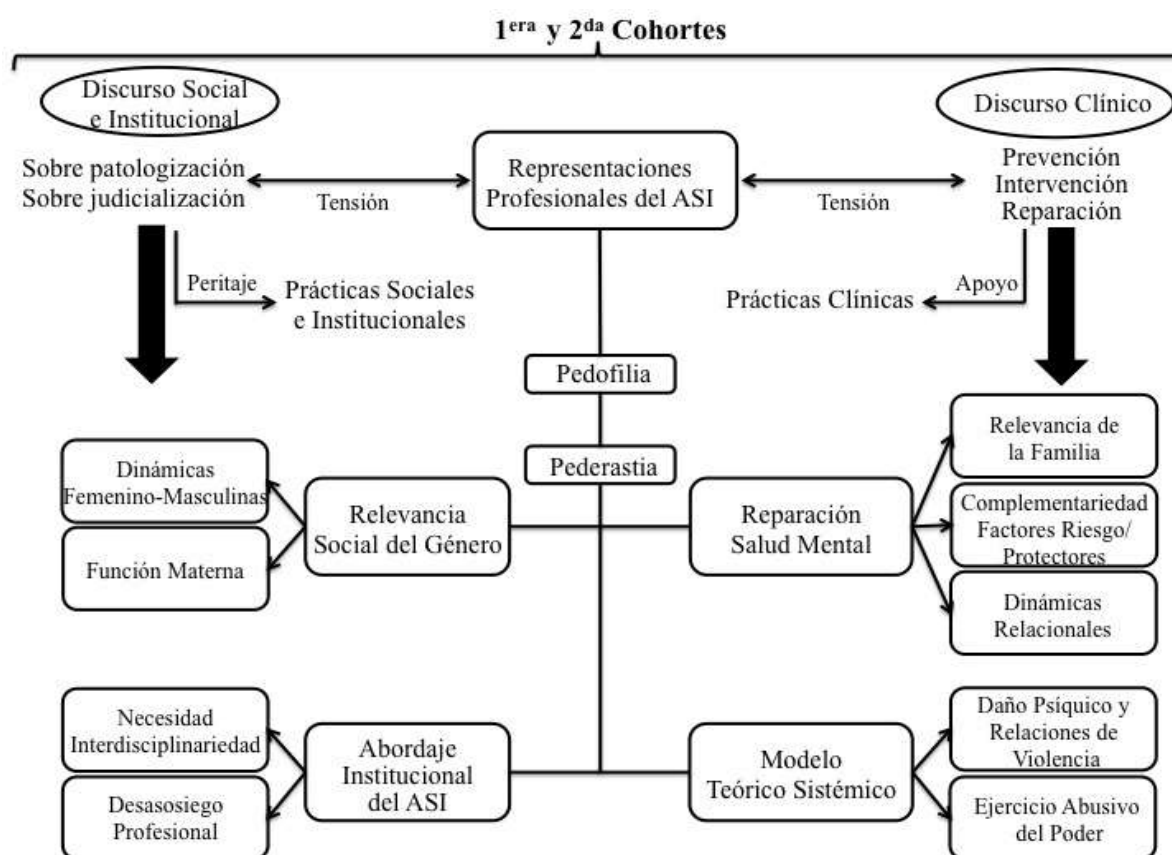 1era y 2da Cohortes
Discurso Social
e Institucional
Discurso Clínico
Sobre patologización
Sobre judicialización
Tensión
Representaciones
Profesionales del ASI
Tensión
Prevención
Intervención
Reparación
Peritaje
Prácticas Sociales
e Institucionales
Prácticas Clínicas
Apoyo
Pedofilia
Pederastia
Dinámicas
Femenino-Masculinas
Función Materna
Relevancia
Social del Género
Reparación
Salud Mental
Relevancia de
la Familia
Complementariedad
Factores Riesgo/
Protectores
Dinámicas
Relacionales
Necesidad
Interdisciplinariedad
Desasosiego
Profesional
Abordaje
Institucional
del ASI
Modelo
Teórico Sistémico
Daño Psíquico y
Relaciones de
Violencia
Ejercicio Abusivo
del Poder